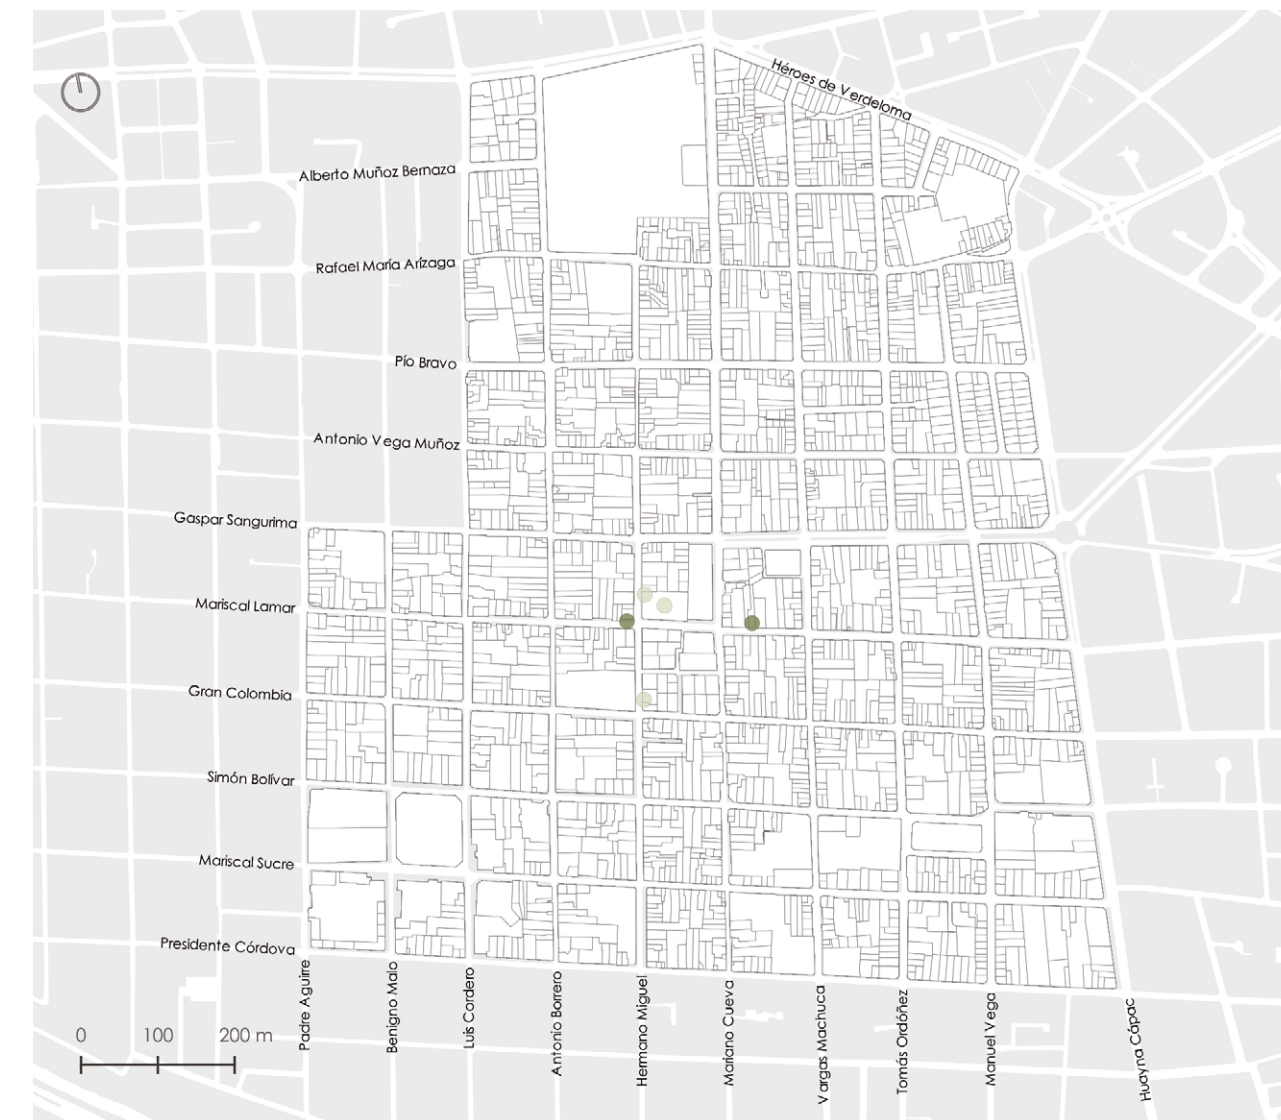 Héroes de Verdeloma
Alberto Muñoz Bernaza
Rafael María Arízaga
Pío Bravo
Antonio Vega Muñoz
Gaspar Sangurima
Mariscal Lamar
Gran Colombia
Simón Bolívar
Mariscal Sucre
Presidente Córdova
Padre Aguirre
Benigno Malo
Luis Cordero
Antonio Borrero
Hermano Miguel
Mariano Cueva
Vargas Machuca
Tomás Ordóñez
Manuel Vega
Huayna Cápac
0 100 200 m